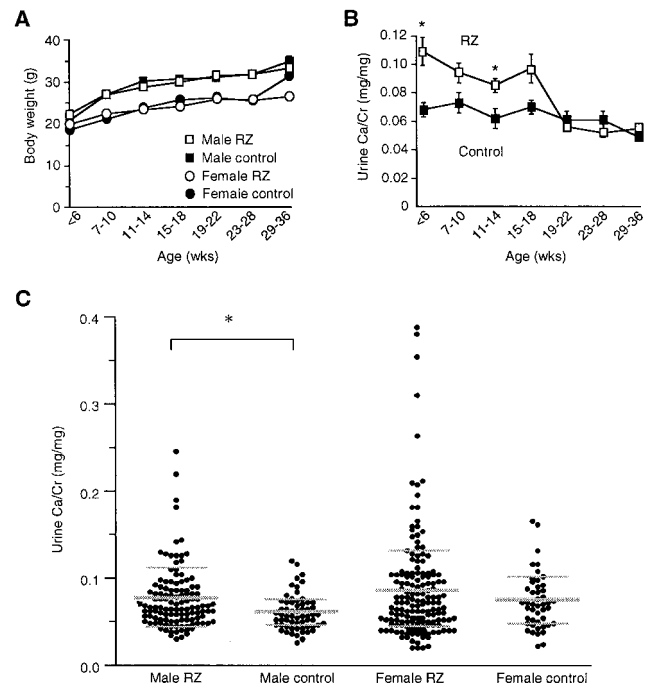 A
Body weight (g)
40
30
20
10
0
Male RZ
Male control
Female RZ
Female control
<6
7-10
11-14
15-18
19-22
23-28
29-36
Age (wks)
B
Urine Ca/Cr (mg/mg)
0.12
0.10
0.08
0.06
0.04
0.02
0
*
RZ
*
Control
<6
7-10
11-14
15-18
19-22
23-28
29-36
Age (wks)
C
Urine Ca/Cr (mg/mg)
0.4
0.3
0.2
0.1
0.0
*
Male RZ
Male control
Female RZ
Female control